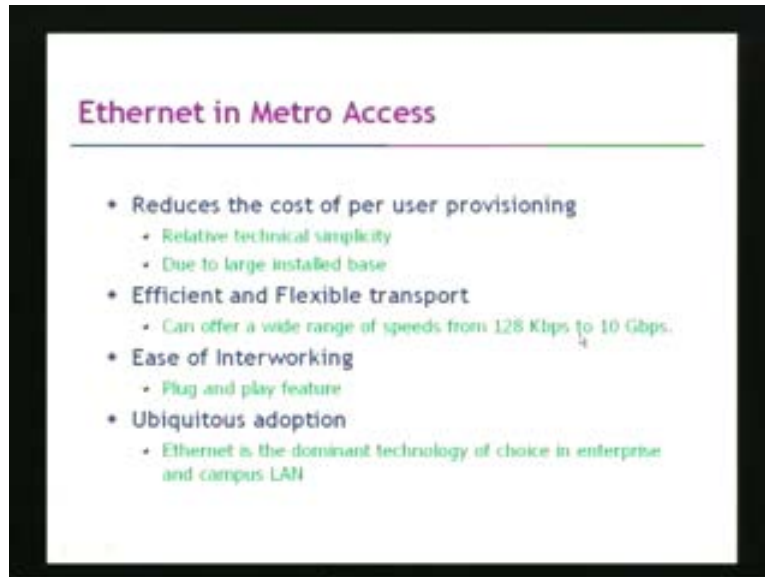 Ethernet in Metro Access
• Reduces the cost of per user provisioning
• Relative technical simplicity
• Due to large installed base
• Efficient and Flexible transport
• Can offer a wide range of speeds from 128 Kbps to 10 Gbps.
• Ease of Interworking
• Plug and play feature
• Ubiquitous adoption
• Ethernet is the dominant technology of choice in enterprise
and campus LAN